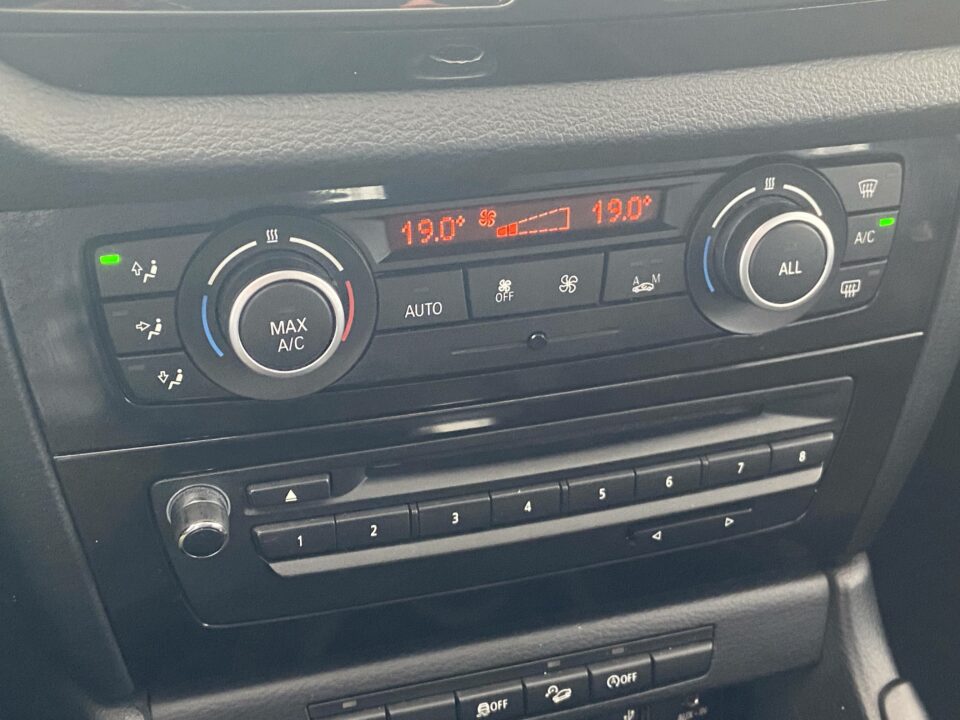 19.0° 19.0°
MAX
A/C
AUTO
OFF
A M
ALL
A/C
1 2 3 4 5 6 7 8
OFF
OFF